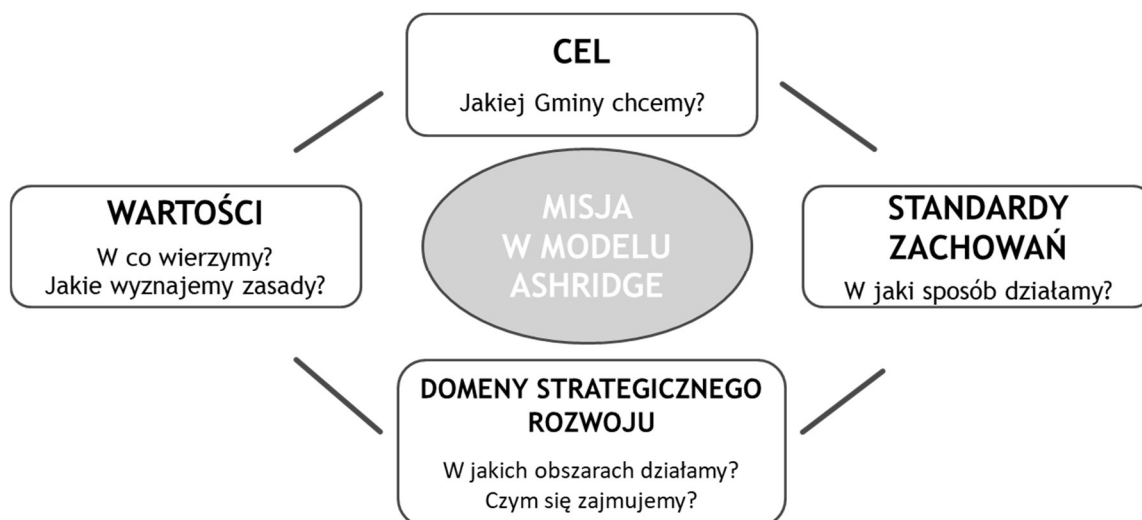 CEL
Jakiej Gminy chcemy?
WARTOŚCI
W co wierzymy?
Jakie wyznajemy zasady?
MISJA
W MODELU
ASHRIDGE
STANDARDY
ZACHOWAŃ
W jaki sposób działamy?
DOMENY STRATEGICZNEGO
ROZWOJU
W jakich obszarach działamy?
Czym się zajmujemy?